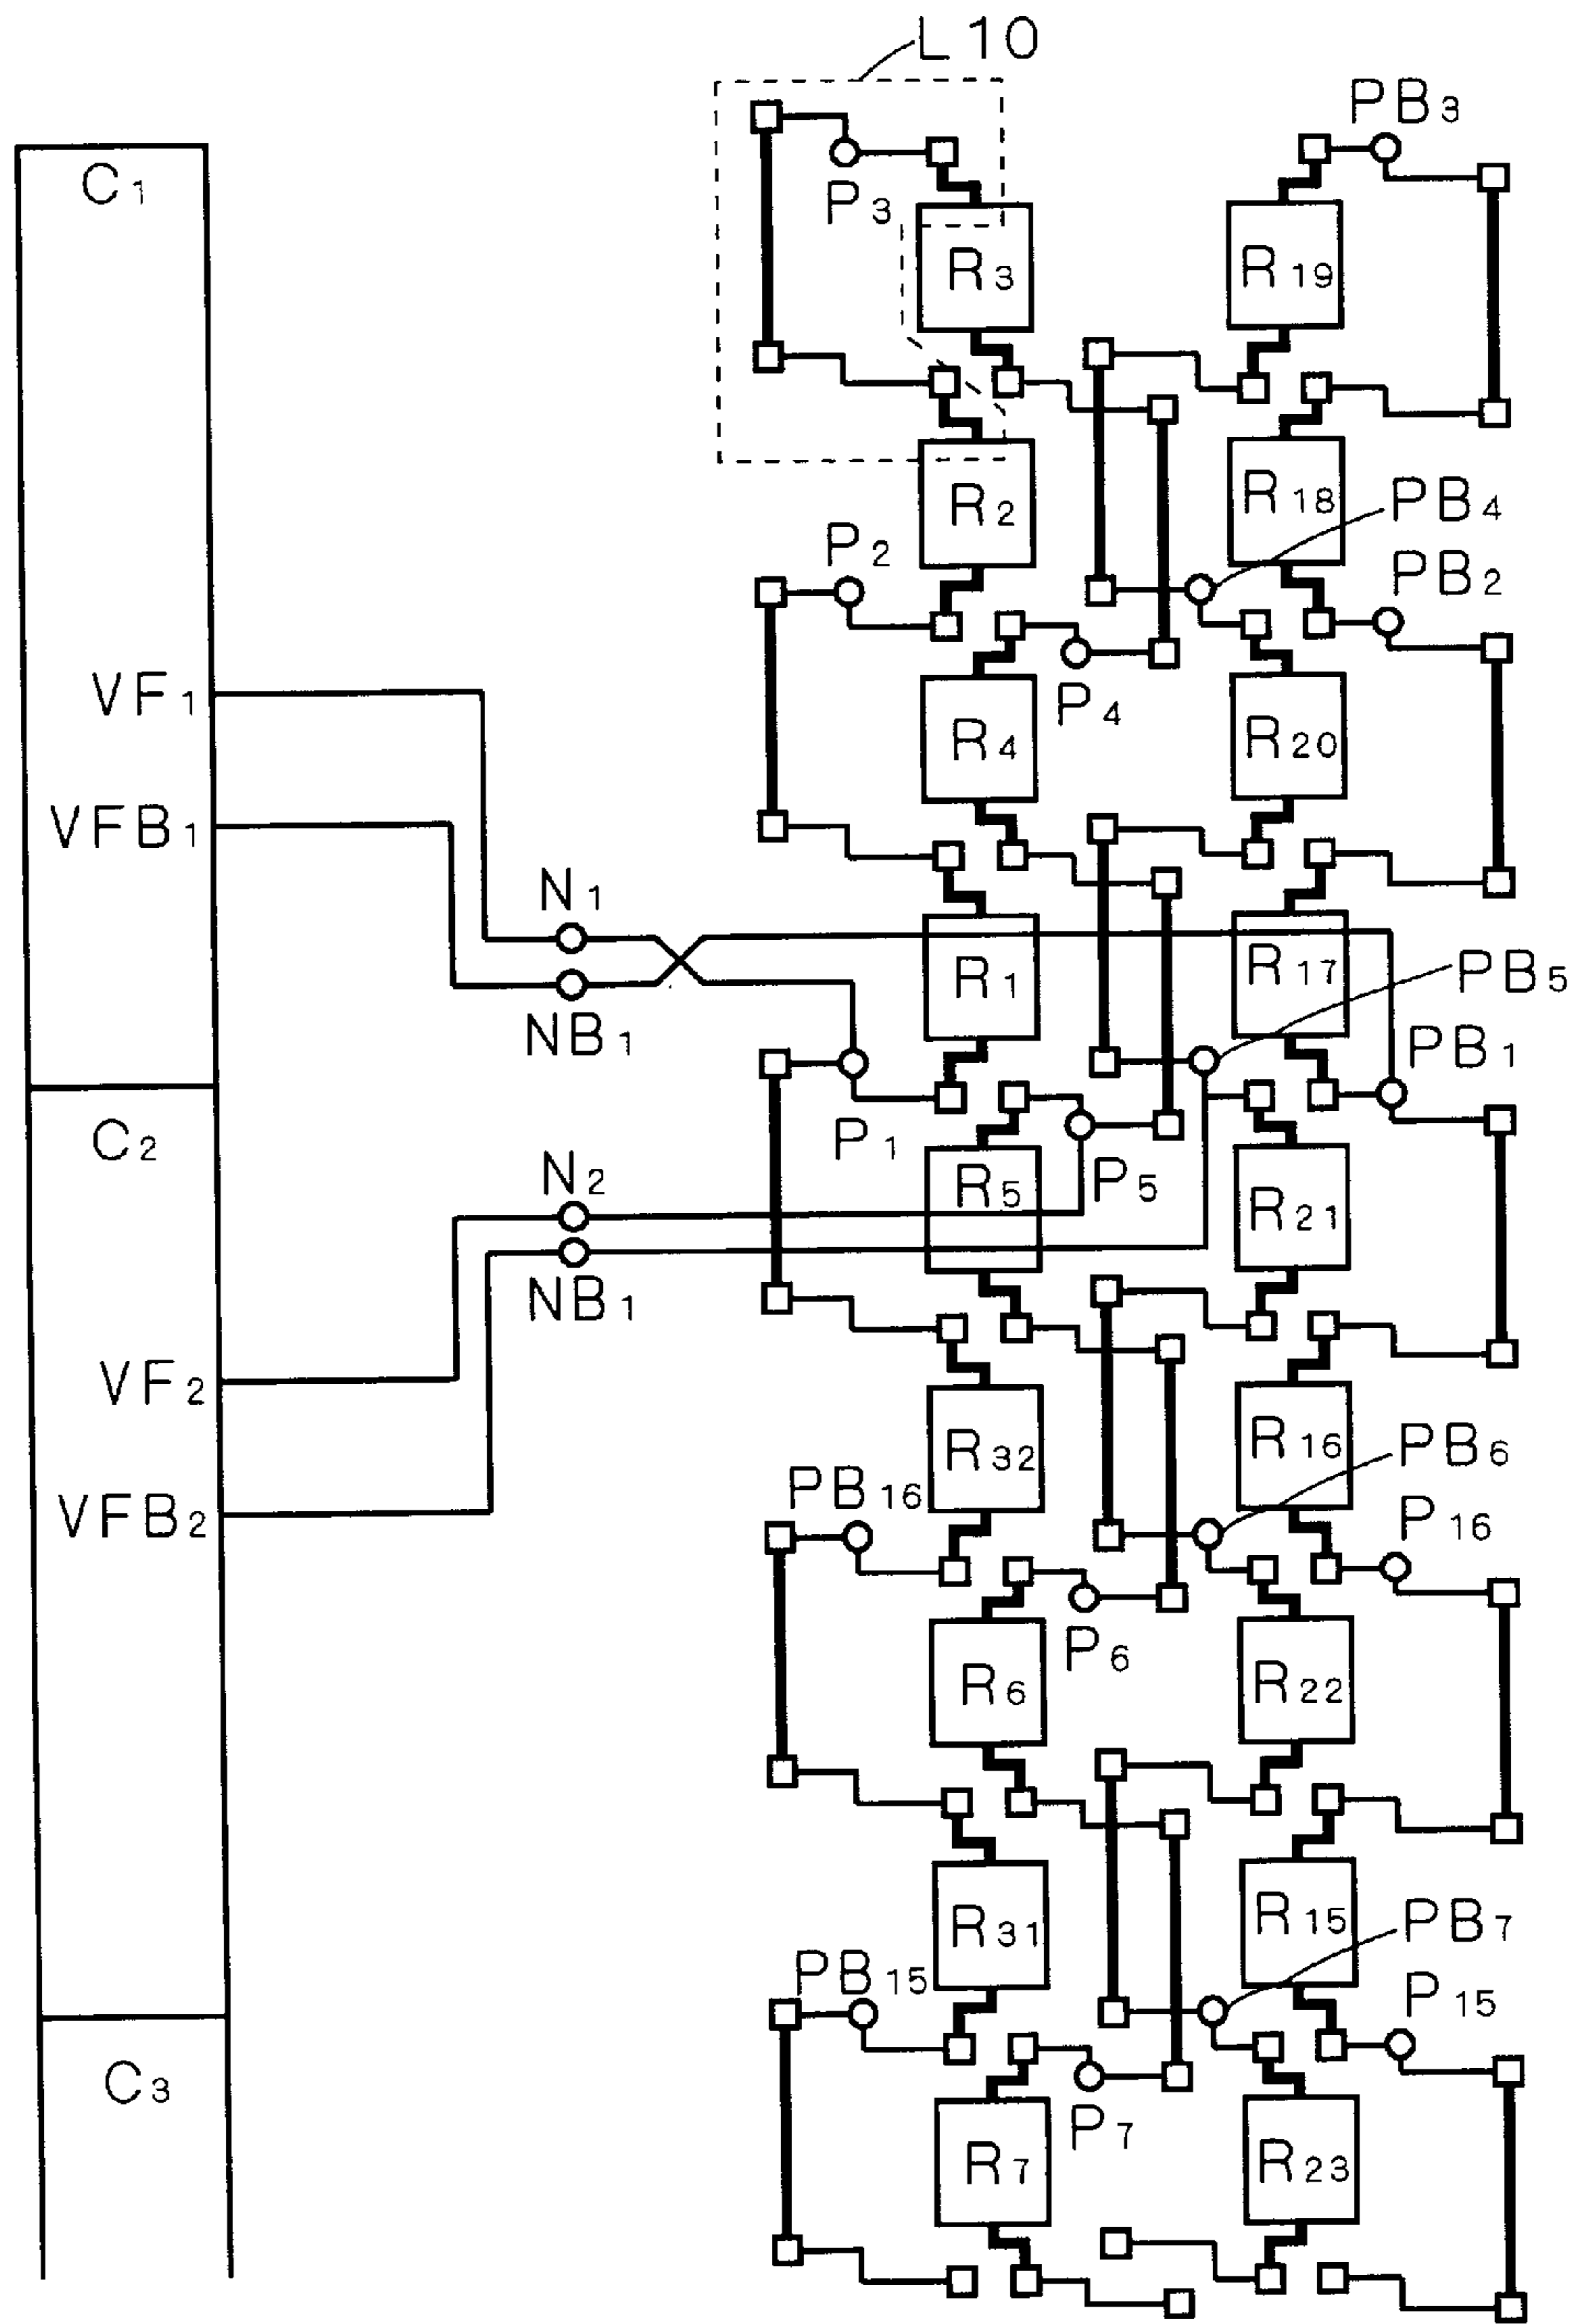 L10
C1
PB3
P3
R3
R19
R2
R18
PB4
P2
PB2
VF1
P4
R4
R20
VFB1
N1
R1
R17
PB5
NB1
PB1
P1
C2
N2
R5
P5
R21
NB1
VF2
R32
R16
PB6
PB16
P16
VFB2
P6
R6
R22
R31
R15
PB7
PB15
P15
C3
P7
R7
R23